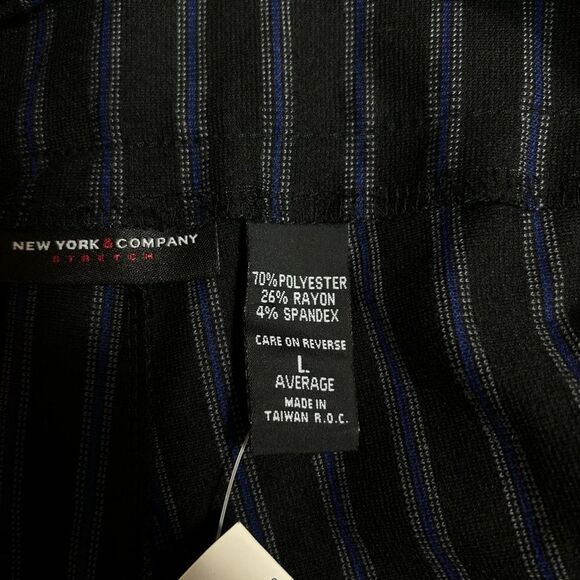 NEW YORK & COMPANY
STRETCH
70% POLYESTER
26% RAYON
4% SPANDEX
CARE ON REVERSE
L
AVERAGE
MADE IN
TAIWAN R.O.C.